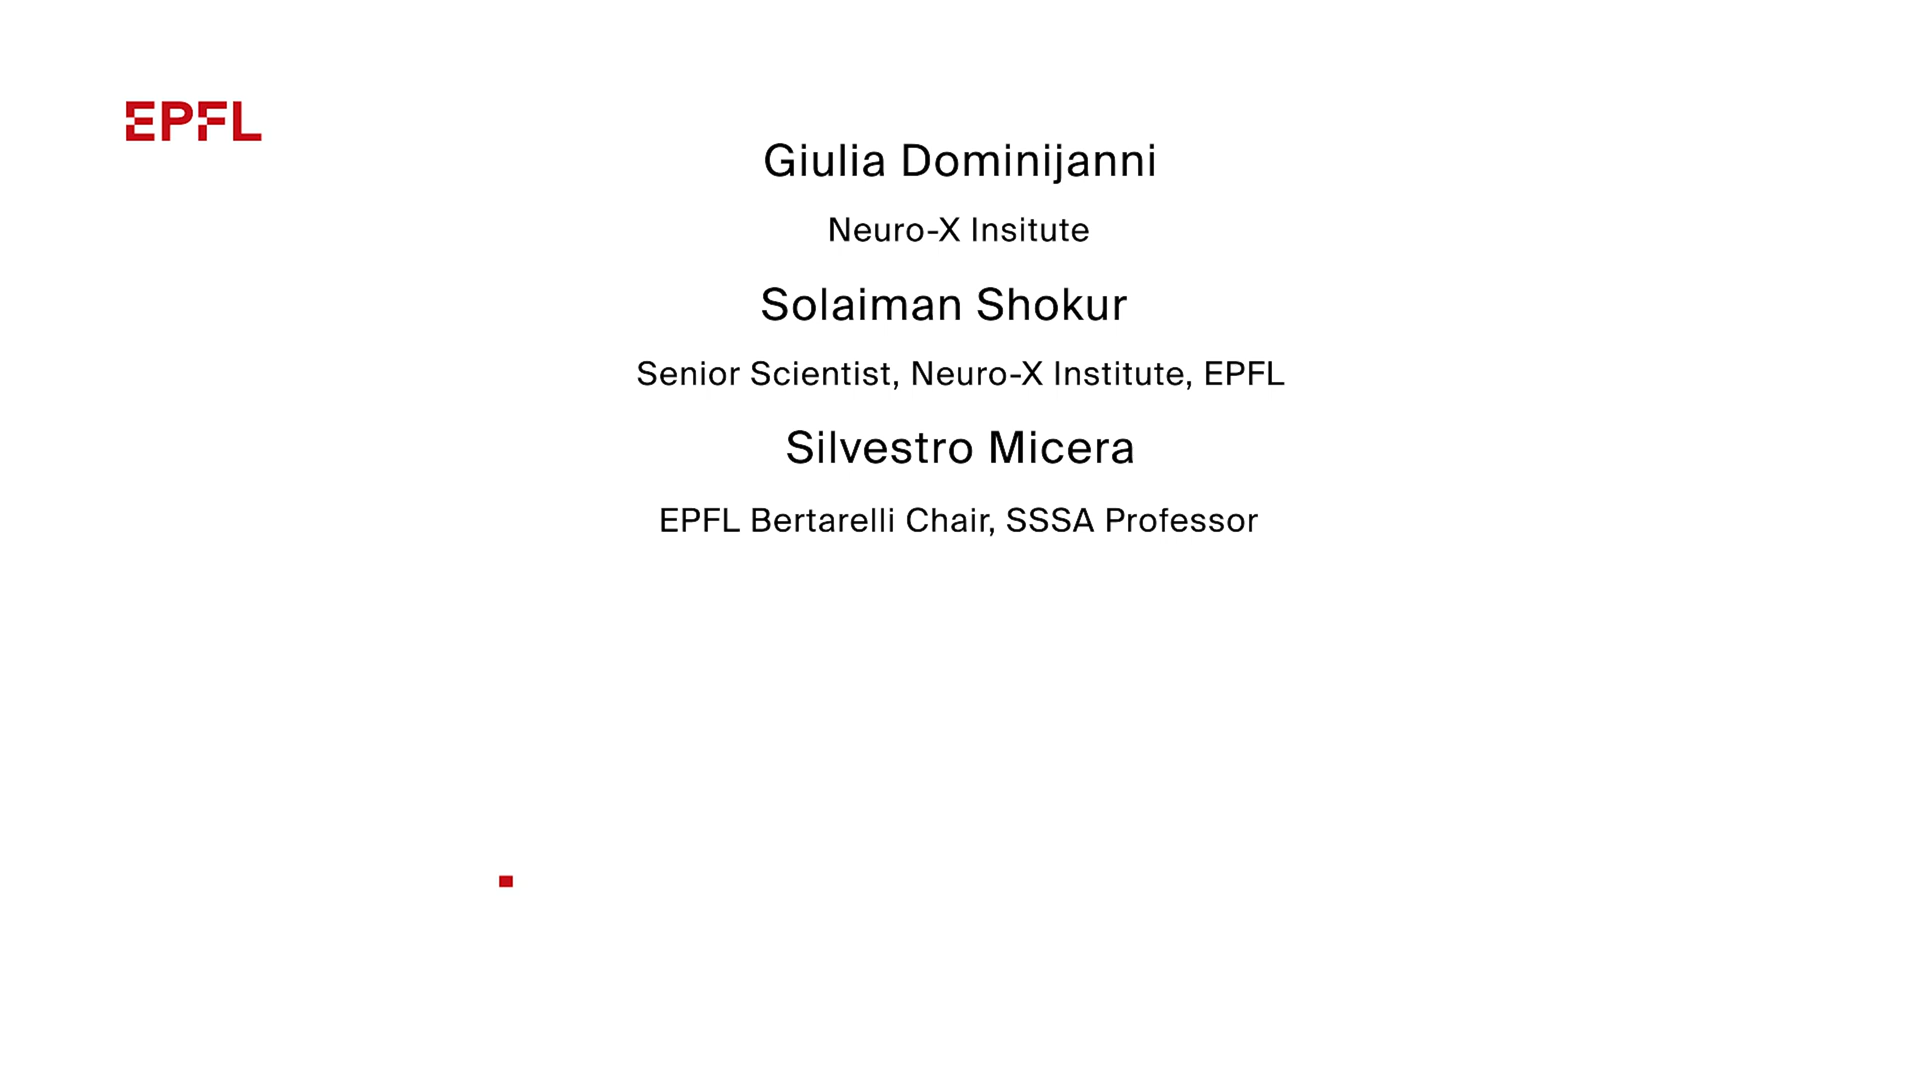 EPFL
Giulia Dominijanni
Neuro-X Insitute
Solaiman Shokur
Senior Scientist, Neuro-X Institute, EPFL
Silvestro Micera
EPFL Bertarelli Chair, SSSA Professor